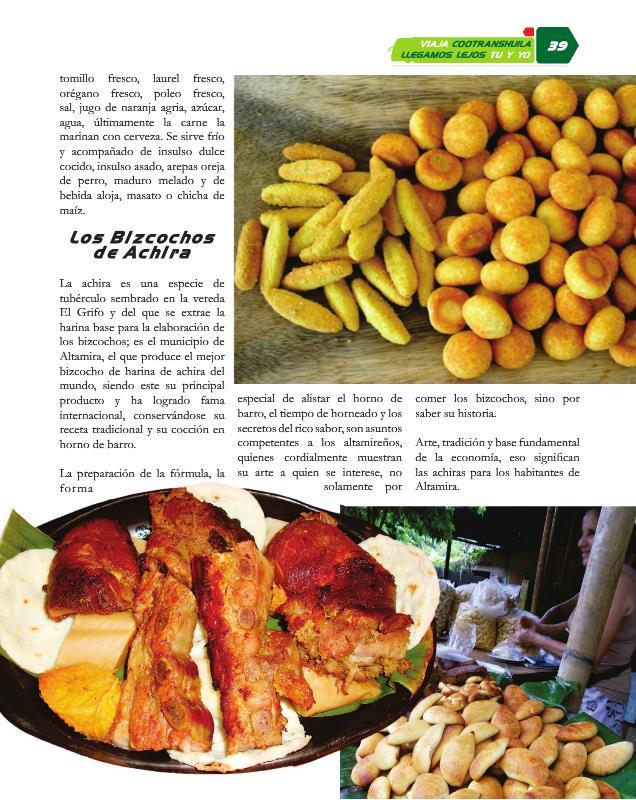 VIAJA COOTRANSHUILA
LLEGAMOS LEJOS TU Y YO
39
tomillo fresco, laurel fresco,
orégano fresco, poleo fresco,
sal, jugo de naranja agria, azúcar,
agua, últimamente la carne la
marinan con cerveza. Se sirve frío
y acompañado de insulso dulce
cocido, insulso asado, arepas oreja
de perro, maduro melado y de
bebida aloja, masato o chicha de
maíz.
Los Bizcochos
de Achira
La achira es una especie de
tubérculo sembrado en la vereda
El Grifo y del que se extrae la
harina base para la elaboración de
los bizcochos; es el municipio de
Altamira, el que produce el mejor
bizcocho de harina de achira del
mundo, siendo este su principal
producto y ha logrado fama
internacional, conservándose su
receta tradicional y su cocción en
horno de barro.
La preparación de la fórmula, la
forma
especial de alistar el horno de
barro, el tiempo de horneado y los
secretos del rico sabor, son asuntos
competentes a los altamireños,
quienes cordialmente muestran
su arte a quien se interese, no
solamente por
comer los bizcochos, sino por
saber su historia.
Arte, tradición y base fundamental
de la economía, eso significan
las achiras para los habitantes de
Altamira.